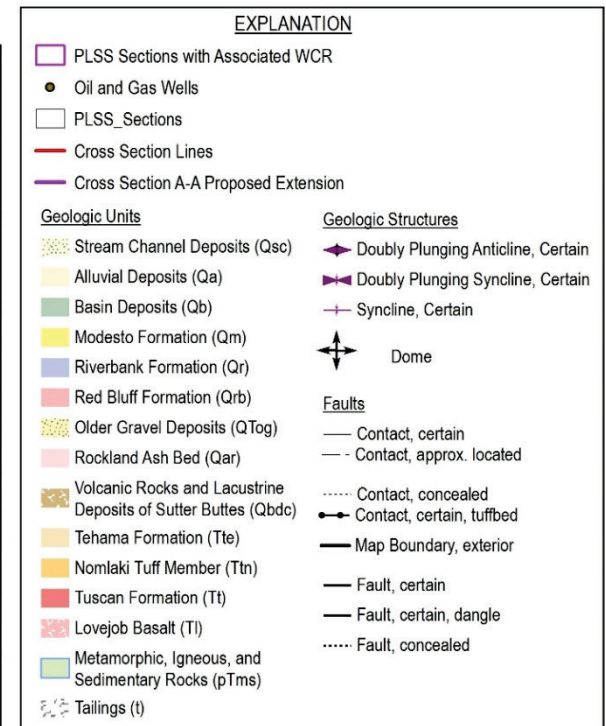 EXPLANATION
PLSS Sections with Associated WCR
Oil and Gas Wells
PLSS_Sections
Cross Section Lines
Cross Section A-A Proposed Extension
Geologic Units
Stream Channel Deposits (Qsc)
Alluvial Deposits (Qa)
Basin Deposits (Qb)
Modesto Formation (Qm)
Riverbank Formation (Qr)
Red Bluff Formation (Qrb)
Older Gravel Deposits (QTog)
Rockland Ash Bed (Qar)
Volcanic Rocks and Lacustrine
Deposits of Sutter Buttes (Qbdc)
Tehama Formation (Tte)
Nomlaki Tuff Member (Ttn)
Tuscan Formation (Tt)
Lovejob Basalt (Tl)
Metamorphic, Igneous, and
Sedimentary Rocks (pTms)
Tailings (t)
Geologic Structures
Doubly Plunging Anticline, Certain
Doubly Plunging Syncline, Certain
Syncline, Certain
Dome
Faults
Contact, certain
Contact, approx. located
Contact, concealed
Contact, certain, tuffbed
Map Boundary, exterior
Fault, certain
Fault, certain, dangle
Fault, concealed